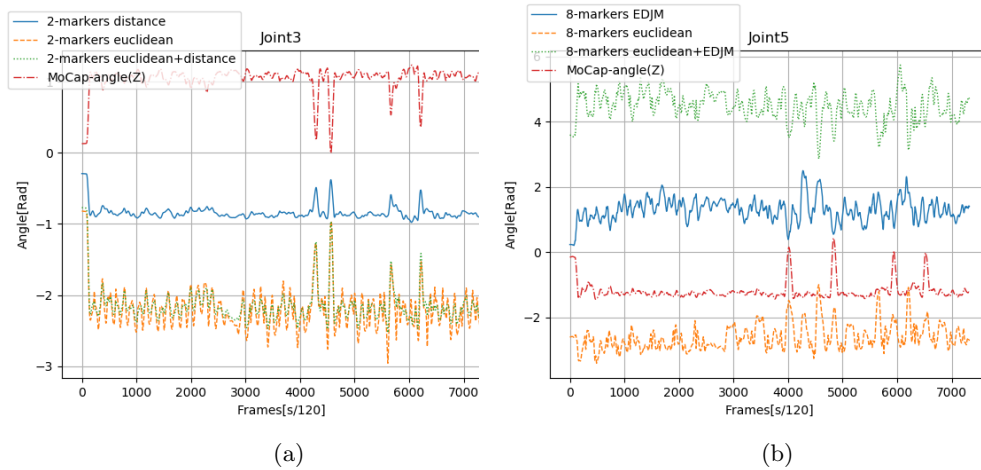 2-markers distance
2-markers euclidean
2-markers euclidean+distance
MoCap-angle(Z)
Joint3
1
0
−1
−2
−3
Angle[Rad]
0 1000 2000 3000 4000 5000 6000 7000
Frames[s/120]
(a)
8-markers EDJM
8-markers euclidean
8-markers euclidean+EDJM
MoCap-angle(Z)
Joint5
6
4
2
0
−2
Angle[Rad]
0 1000 2000 3000 4000 5000 6000 7000
Frames[s/120]
(b)